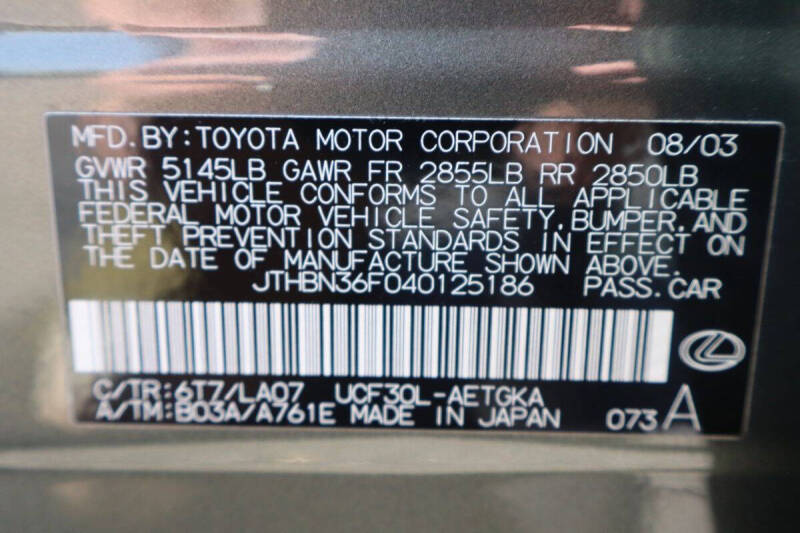 MFD.BY:TOYOTA MOTOR CORPORATION 08/03
GVWR 5145LB GAWR FR 2855LB RR 2850LB
THIS VEHICLE CONFORMS TO ALL APPLICABLE
FEDERAL MOTOR VEHICLE SAFETY,BUMPER,AND
THEFT PREVENTION STANDARDS IN EFFECT ON
THE DATE OF MANUFACTURE SHOWN ABOVE.
JTHBN36F040125186 PASS.CAR
C/TR:6T7/LA07 UCF30L-AETGKA
A/TM:B03A/A761E MADE IN JAPAN 073 A